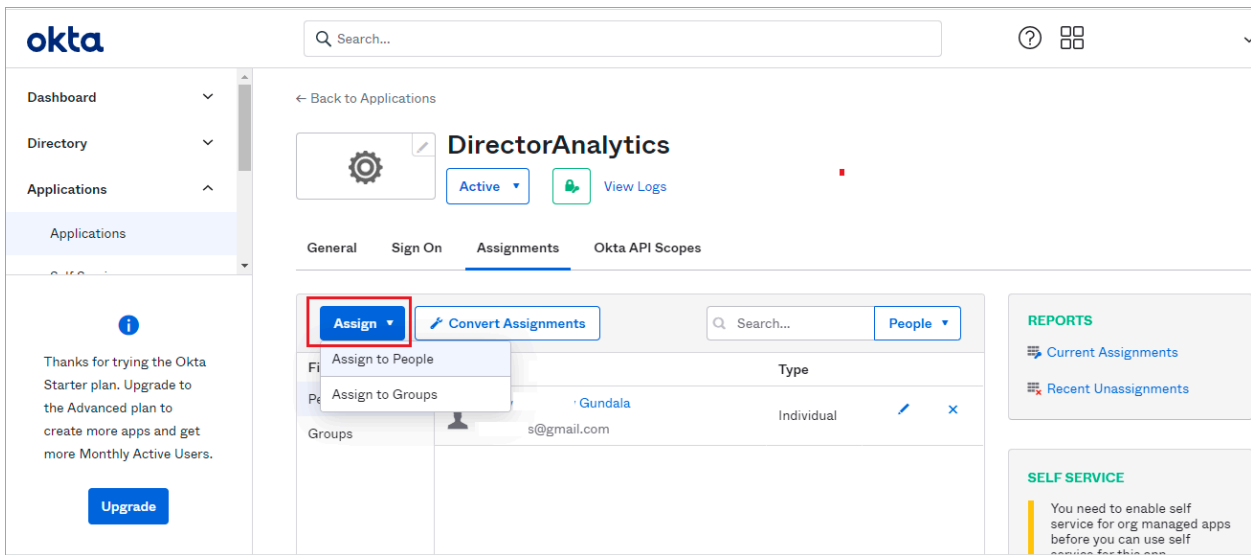 okta
Search...
Dashboard
Directory
Applications
Applications
Thanks for trying the Okta
Starter plan. Upgrade to
the Advanced plan to
create more apps and get
more Monthly Active Users.
Upgrade
← Back to Applications
DirectorAnalytics
Active
View Logs
General Sign On Assignments Okta API Scopes
Assign Convert Assignments Search... People
Assign to People
Assign to Groups
Type
Gundala
s@gmail.com
Individual
Groups
REPORTS
Current Assignments
Recent Unassignments
SELF SERVICE
You need to enable self
service for org managed apps
before you can use self
service for this app